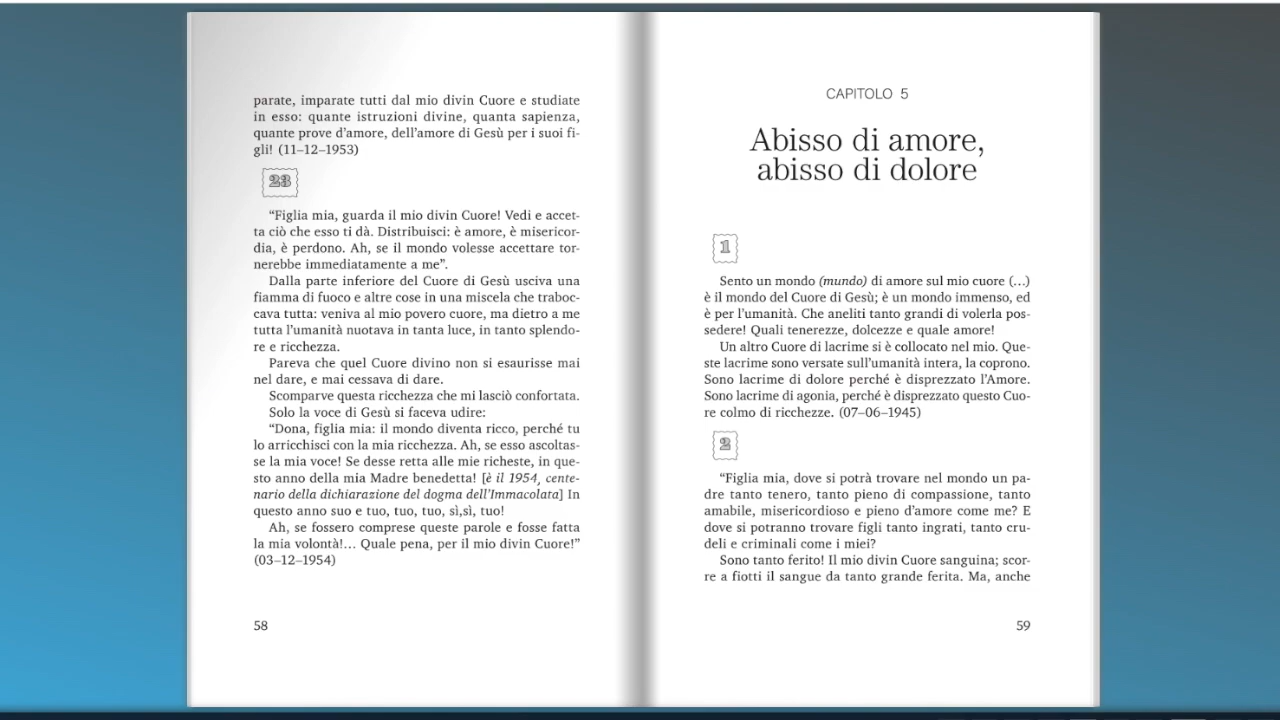 parate, imparate tutti dal mio divin Cuore e studiate
in esso: quante istruzioni divine, quanta sapienza,
quante prove d’amore, dell’amore di Gesù per i suoi fi-
gli! (11–12–1953)
23
“Figlia mia, guarda il mio divin Cuore! Vedi e accet-
ta ciò che esso ti dà. Distribuisci: è amore, è misericor-
dia, è perdono. Ah, se il mondo volesse accettare tor-
nerebbe immediatamente a me”.
Dalla parte inferiore del Cuore di Gesù usciva una
fiamma di fuoco e altre cose in una miscela che traboc-
cava tutta: veniva al mio povero cuore, ma dietro a me
tutta l’umanità nuotava in tanta luce, in tanto splendo-
re e ricchezza.
Pareva che quel Cuore divino non si esaurisse mai
nel dare, e mai cessava di dare.
Scomparve questa ricchezza che mi lasciò confortata.
Solo la voce di Gesù si faceva udire:
“Dona, figlia mia: il mondo diventa ricco, perché tu
lo arricchisci con la mia ricchezza. Ah, se esso ascoltas-
se la mia voce! Se desse retta alle mie richeste, in que-
sto anno della mia Madre benedetta! [è il 1954, cente-
nario della dichiarazione del dogma dell’Immacolata] In
questo anno suo e tuo, tuo, tuo, sì,sì, tuo!
Ah, se fossero comprese queste parole e fosse fatta
la mia volontà!… Quale pena, per il mio divin Cuore!”
(03–12–1954)
58
CAPITOLO 5
Abisso di amore,
abisso di dolore
1
Sento un mondo (mundo) di amore sul mio cuore (…)
è il mondo del Cuore di Gesù; è un mondo immenso, ed
è per l’umanità. Che aneliti tanto grandi di volerla pos-
sedere! Quali tenerezze, dolcezze e quale amore!
Un altro Cuore di lacrime si è collocato nel mio. Que-
ste lacrime sono versate sull’umanità intera, la coprono.
Sono lacrime di dolore perché è disprezzato l’Amore.
Sono lacrime di agonia, perché è disprezzato questo Cuo-
re colmo di ricchezze. (07–06–1945)
2
“Figlia mia, dove si potrà trovare nel mondo un pa-
dre tanto tenero, tanto pieno di compassione, tanto
amabile, misericordioso e pieno d’amore come me? E
dove si potranno trovare figli tanto ingrati, tanto cru-
deli e criminali come i miei?
Sono tanto ferito! Il mio divin Cuore sanguina; scor-
re a fiotti il sangue da tanto grande ferita. Ma, anche
59